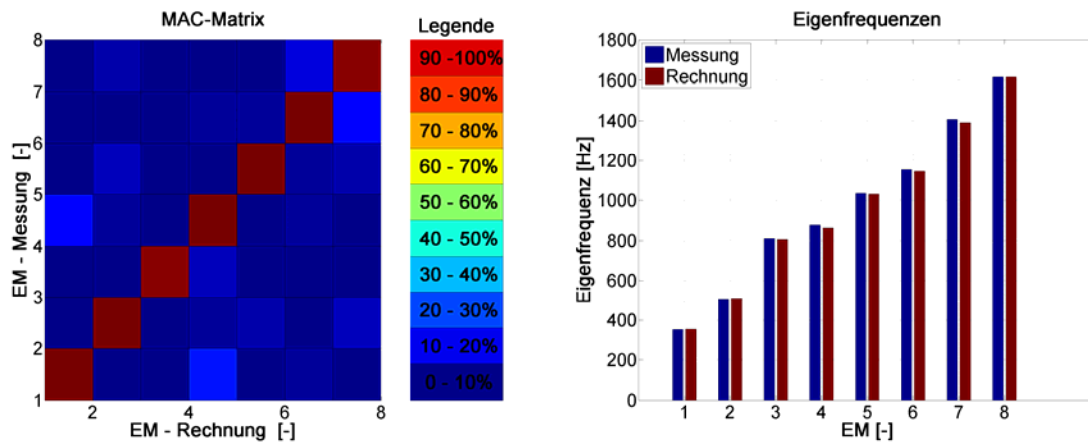 MAC-Matrix
8
7
6
5
4
3
2
1
2
4
6
8
EM - Messung [-]
EM - Rechnung [-]
Legende
90 -100%
80 - 90%
70 - 80%
60 - 70%
50 - 60%
40 - 50%
30 - 40%
20 - 30%
10 - 20%
0 - 10%
Eigenfrequenzen
Messung
Rechnung
1800
1600
1400
1200
1000
800
600
400
200
0
Eigenfrequenz [Hz]
1 2 3 4 5 6 7 8
EM [-]